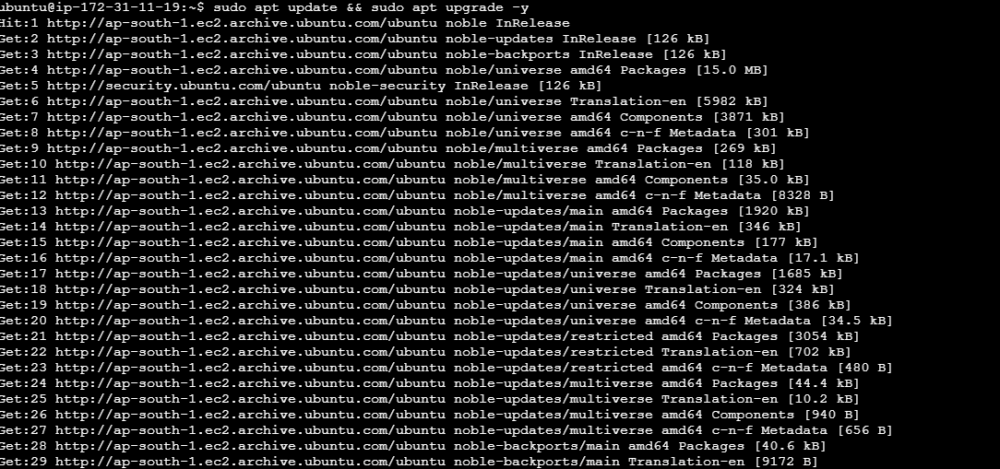 ubuntu@ip-172-31-11-19:~$ sudo apt update && sudo apt upgrade -y
Hit:1 http://ap-south-1.ec2.archive.ubuntu.com/ubuntu noble InRelease
Get:2 http://ap-south-1.ec2.archive.ubuntu.com/ubuntu noble-updates InRelease [126 kB]
Get:3 http://ap-south-1.ec2.archive.ubuntu.com/ubuntu noble-backports InRelease [126 kB]
Get:4 http://ap-south-1.ec2.archive.ubuntu.com/ubuntu noble/universe amd64 Packages [15.0 MB]
Get:5 http://security.ubuntu.com/ubuntu noble-security InRelease [126 kB]
Get:6 http://ap-south-1.ec2.archive.ubuntu.com/ubuntu noble/universe Translation-en [5982 kB]
Get:7 http://ap-south-1.ec2.archive.ubuntu.com/ubuntu noble/universe amd64 Components [3871 kB]
Get:8 http://ap-south-1.ec2.archive.ubuntu.com/ubuntu noble/universe amd64 c-n-f Metadata [301 kB]
Get:9 http://ap-south-1.ec2.archive.ubuntu.com/ubuntu noble/multiverse amd64 Packages [269 kB]
Get:10 http://ap-south-1.ec2.archive.ubuntu.com/ubuntu noble/multiverse Translation-en [118 kB]
Get:11 http://ap-south-1.ec2.archive.ubuntu.com/ubuntu noble/multiverse amd64 Components [35.0 kB]
Get:12 http://ap-south-1.ec2.archive.ubuntu.com/ubuntu noble/multiverse amd64 c-n-f Metadata [8328 B]
Get:13 http://ap-south-1.ec2.archive.ubuntu.com/ubuntu noble-updates/main amd64 Packages [1920 kB]
Get:14 http://ap-south-1.ec2.archive.ubuntu.com/ubuntu noble-updates/main Translation-en [346 kB]
Get:15 http://ap-south-1.ec2.archive.ubuntu.com/ubuntu noble-updates/main amd64 Components [177 kB]
Get:16 http://ap-south-1.ec2.archive.ubuntu.com/ubuntu noble-updates/main amd64 c-n-f Metadata [17.1 kB]
Get:17 http://ap-south-1.ec2.archive.ubuntu.com/ubuntu noble-updates/universe amd64 Packages [1685 kB]
Get:18 http://ap-south-1.ec2.archive.ubuntu.com/ubuntu noble-updates/universe Translation-en [324 kB]
Get:19 http://ap-south-1.ec2.archive.ubuntu.com/ubuntu noble-updates/universe amd64 Components [386 kB]
Get:20 http://ap-south-1.ec2.archive.ubuntu.com/ubuntu noble-updates/universe amd64 c-n-f Metadata [34.5 kB]
Get:21 http://ap-south-1.ec2.archive.ubuntu.com/ubuntu noble-updates/restricted amd64 Packages [3054 kB]
Get:22 http://ap-south-1.ec2.archive.ubuntu.com/ubuntu noble-updates/restricted Translation-en [702 kB]
Get:23 http://ap-south-1.ec2.archive.ubuntu.com/ubuntu noble-updates/restricted amd64 c-n-f Metadata [480 B]
Get:24 http://ap-south-1.ec2.archive.ubuntu.com/ubuntu noble-updates/multiverse amd64 Packages [44.4 kB]
Get:25 http://ap-south-1.ec2.archive.ubuntu.com/ubuntu noble-updates/multiverse Translation-en [10.2 kB]
Get:26 http://ap-south-1.ec2.archive.ubuntu.com/ubuntu noble-updates/multiverse amd64 Components [940 B]
Get:27 http://ap-south-1.ec2.archive.ubuntu.com/ubuntu noble-updates/multiverse amd64 c-n-f Metadata [656 B]
Get:28 http://ap-south-1.ec2.archive.ubuntu.com/ubuntu noble-backports/main amd64 Packages [40.6 kB]
Get:29 http://ap-south-1.ec2.archive.ubuntu.com/ubuntu noble-backports/main Translation-en [9172 B]